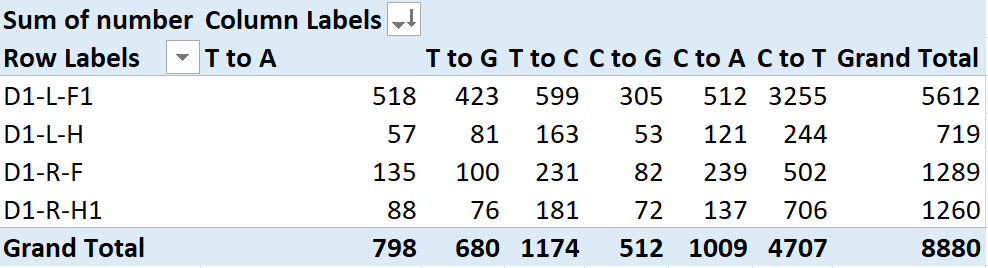 Sum of number Column Labels
Row Labels T to A T to G T to C C to G C to A C to T Grand Total
D1-L-F1 518 423 599 305 512 3255 5612
D1-L-H 57 81 163 53 121 244 719
D1-R-F 135 100 231 82 239 502 1289
D1-R-H1 88 76 181 72 137 706 1260
Grand Total 798 680 1174 512 1009 4707 8880